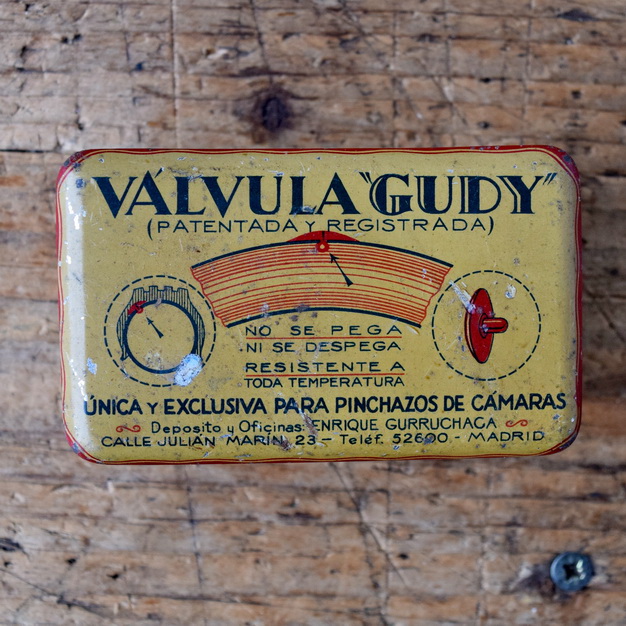 VÁLVULA "GUDY"
(PATENTADA Y REGISTRADA)
NO SE PEGA
NI SE DESPEGA
RESISTENTE A
TODA TEMPERATURA
ÚNICA Y EXCLUSIVA PARA PINCHAZOS DE CÁMARAS
Deposito y Oficinas: ENRIQUE GURRUCHAGA
CALLE JULIÁN MARÍN, 23 - Teléf. 52600 - MADRID